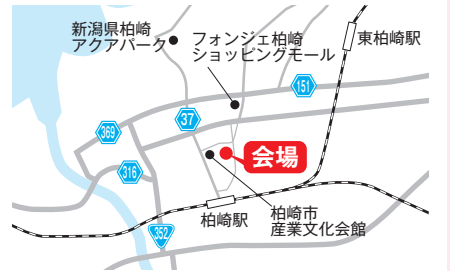 新潟県柏崎
アクアパーク
フォンジェ柏崎
ショッピングモール
東柏崎駅
151
37
369
316
会場
柏崎駅
柏崎市
産業文化会館
352